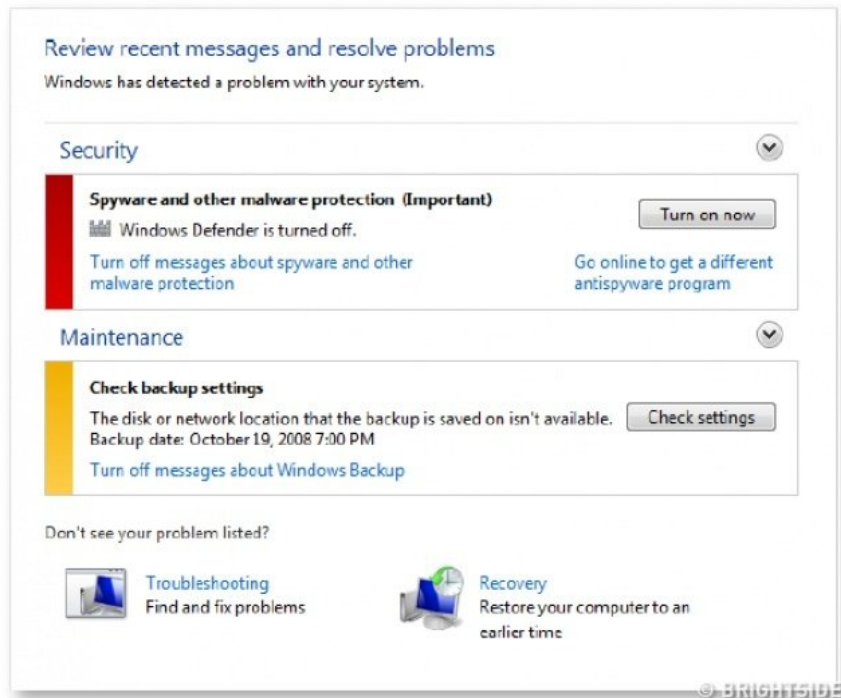 Review recent messages and resolve problems
Windows has detected a problem with your system.
Security
Spyware and other malware protection (Important)
Turn on now
Windows Defender is turned off.
Turn off messages about spyware and other
malware protection
Go online to get a different
antispyware program
Maintenance
Check backup settings
The disk or network location that the backup is saved on isn't available.
Check settings
Backup date: October 19, 2008 7:00 PM
Turn off messages about Windows Backup
Don't see your problem listed?
Troubleshooting
Find and fix problems
Recovery
Restore your computer to an
earlier time
© BRIGHTSIDE